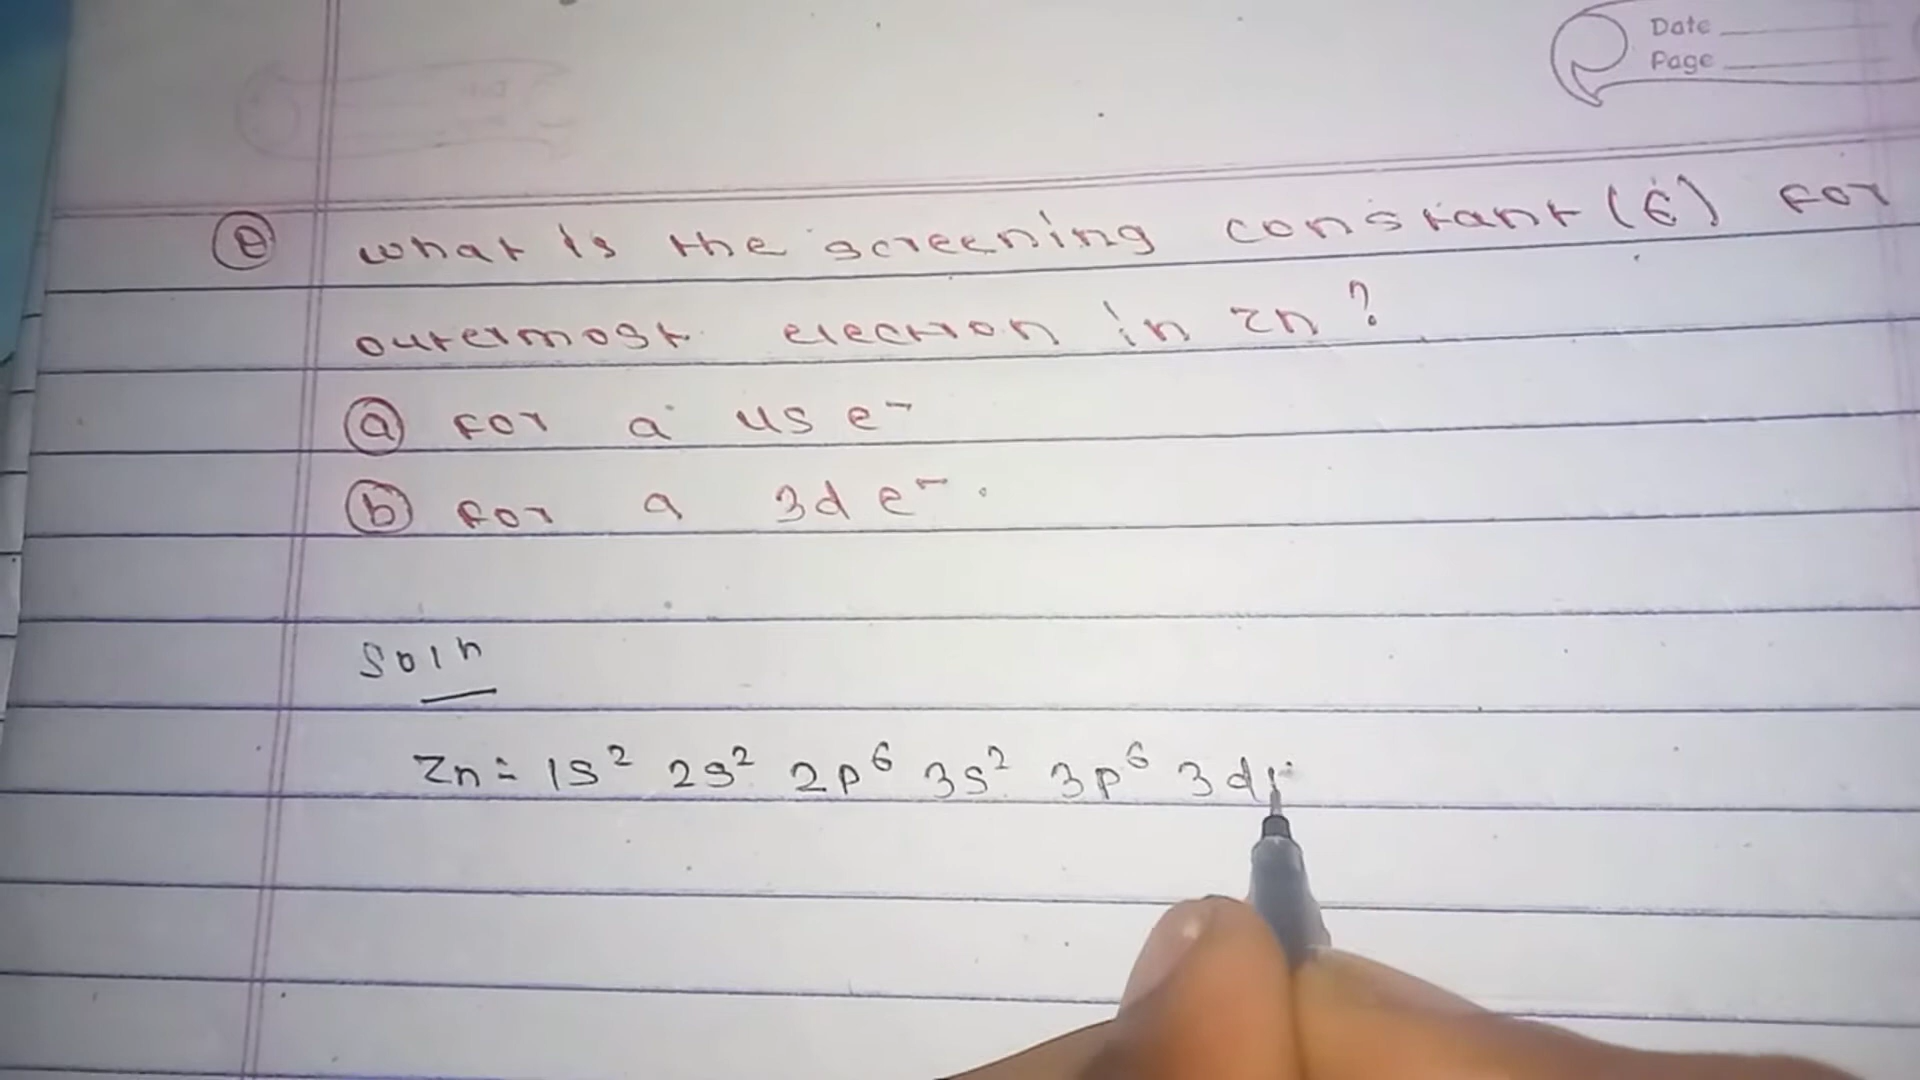 Date
Page
Q what is the screening constant (Ϭ) for
outermost electron in Zn ?
a for a 4s e⁻
b for a 3d e⁻.
Soln
Zn = 1s² 2s² 2p⁶ 3s² 3p⁶ 3d